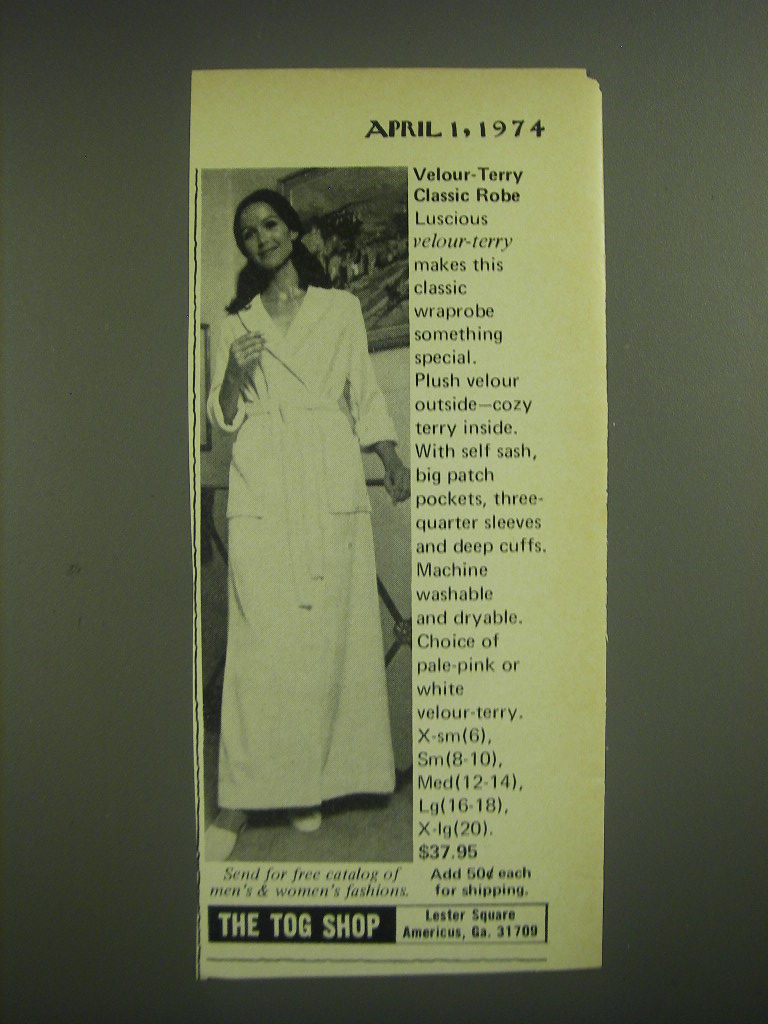 APRIL 1, 1974
Velour-Terry
Classic Robe
Luscious
velour-terry
makes this
classic
wraprobe
something
special.
Plush velour
outside—cozy
terry inside.
With self sash,
big patch
pockets, three-
quarter sleeves
and deep cuffs.
Machine
washable
and dryable.
Choice of
pale-pink or
white
velour-terry.
X-sm(6),
Sm(8-10),
Med(12-14),
Lg(16-18),
X-lg(20).
$37.95
Add 50¢ each
for shipping.
Send for free catalog of
men's & women's fashions.
THE TOG SHOP
Lester Square
Americus, Ga. 31709